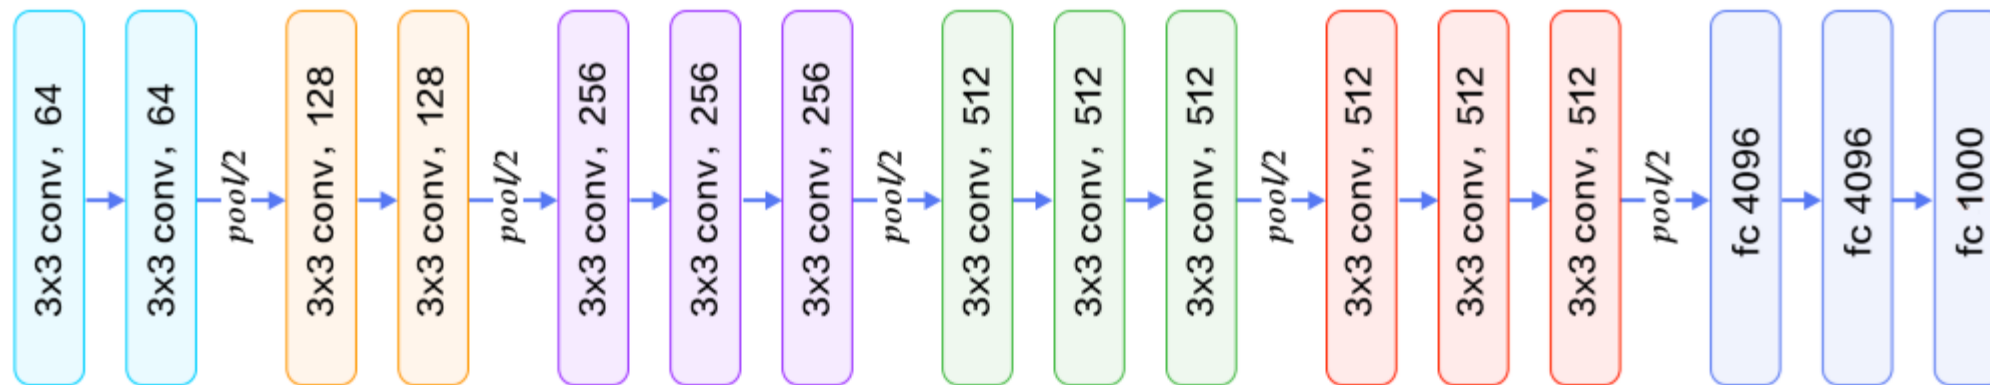 3x3 conv, 64
3x3 conv, 64
pool/2
3x3 conv, 128
3x3 conv, 128
pool/2
3x3 conv, 256
3x3 conv, 256
3x3 conv, 256
pool/2
3x3 conv, 512
3x3 conv, 512
3x3 conv, 512
pool/2
3x3 conv, 512
3x3 conv, 512
3x3 conv, 512
pool/2
fc 4096
fc 4096
fc 1000